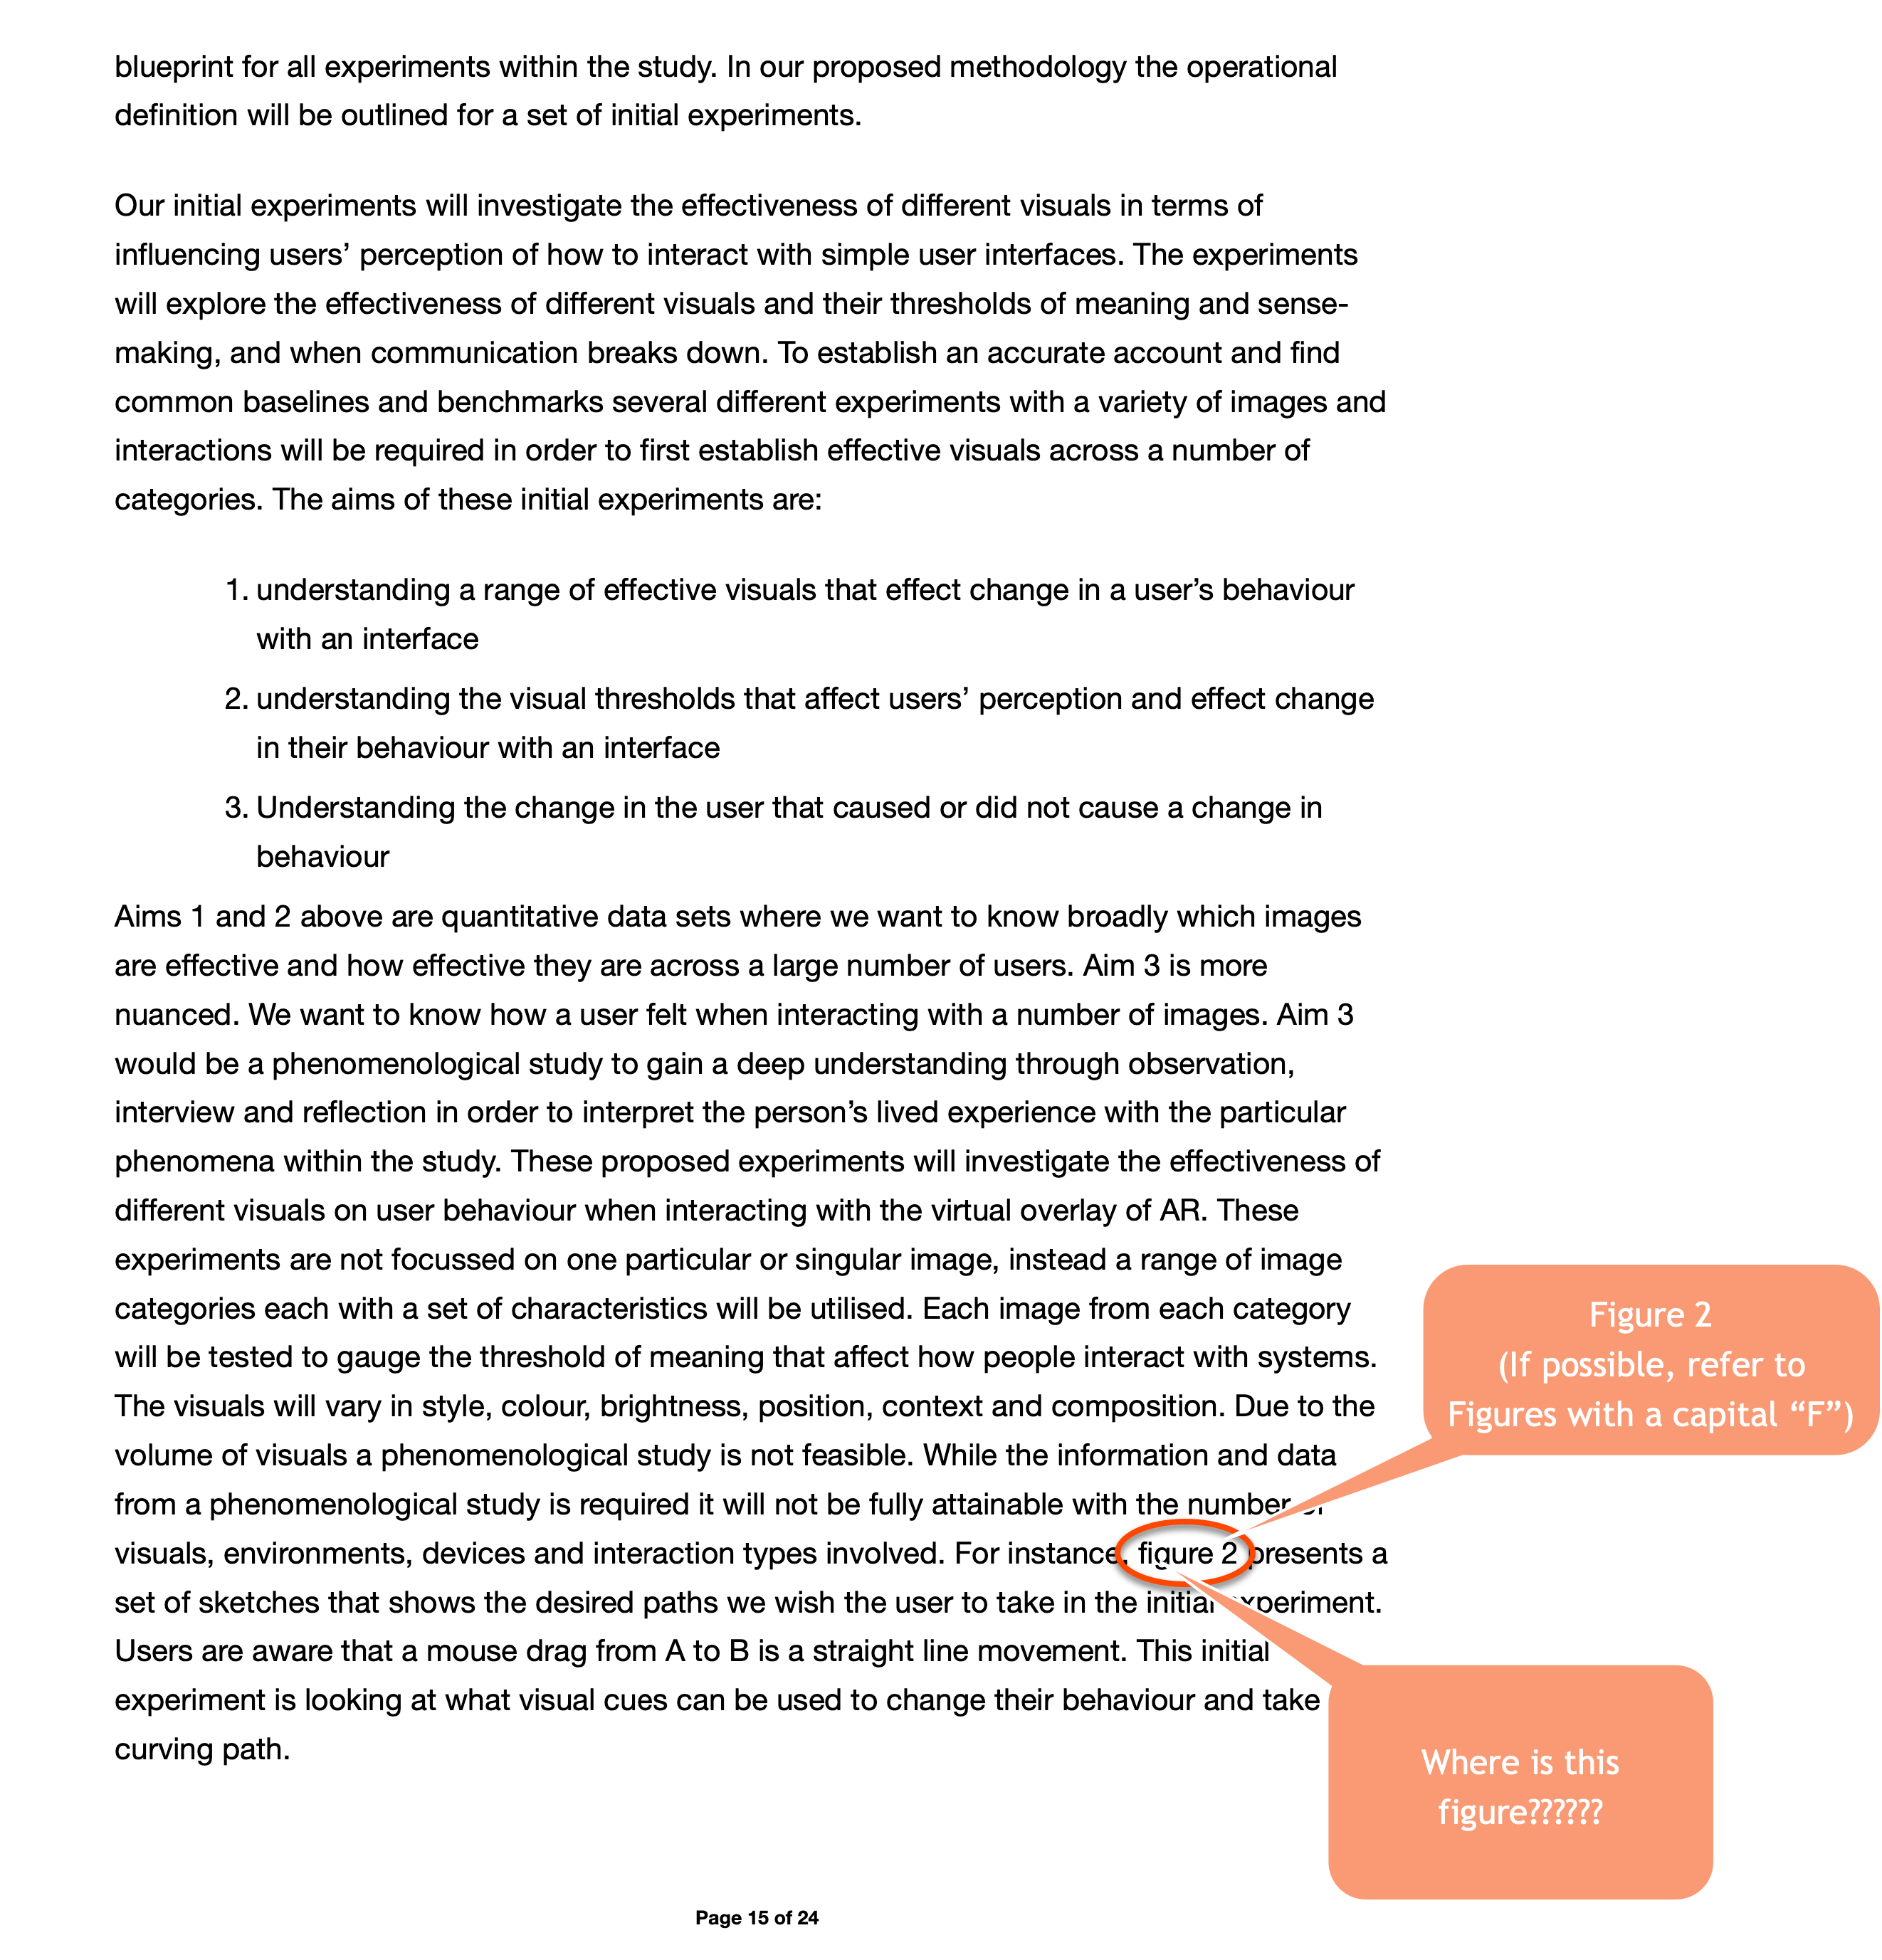 blueprint for all experiments within the study. In our proposed methodology the operational
definition will be outlined for a set of initial experiments.
Our initial experiments will investigate the effectiveness of different visuals in terms of
influencing users’ perception of how to interact with simple user interfaces. The experiments
will explore the effectiveness of different visuals and their thresholds of meaning and sense-
making, and when communication breaks down. To establish an accurate account and find
common baselines and benchmarks several different experiments with a variety of images and
interactions will be required in order to first establish effective visuals across a number of
categories. The aims of these initial experiments are:
1. understanding a range of effective visuals that effect change in a user’s behaviour
with an interface
2. understanding the visual thresholds that affect users’ perception and effect change
in their behaviour with an interface
3. Understanding the change in the user that caused or did not cause a change in
behaviour
Aims 1 and 2 above are quantitative data sets where we want to know broadly which images
are effective and how effective they are across a large number of users. Aim 3 is more
nuanced. We want to know how a user felt when interacting with a number of images. Aim 3
would be a phenomenological study to gain a deep understanding through observation,
interview and reflection in order to interpret the person’s lived experience with the particular
phenomena within the study. These proposed experiments will investigate the effectiveness of
different visuals on user behaviour when interacting with the virtual overlay of AR. These
experiments are not focussed on one particular or singular image, instead a range of image
categories each with a set of characteristics will be utilised. Each image from each category
will be tested to gauge the threshold of meaning that affect how people interact with systems.
The visuals will vary in style, colour, brightness, position, context and composition. Due to the
volume of visuals a phenomenological study is not feasible. While the information and data
from a phenomenological study is required it will not be fully attainable with the number of
visuals, environments, devices and interaction types involved. For instance, figure 2 presents a
set of sketches that shows the desired paths we wish the user to take in the initial experiment.
Users are aware that a mouse drag from A to B is a straight line movement. This initial
experiment is looking at what visual cues can be used to change their behaviour and take
curving path.
Figure 2
(If possible, refer to
Figures with a capital “F”)
Where is this
figure??????
Page 15 of 24